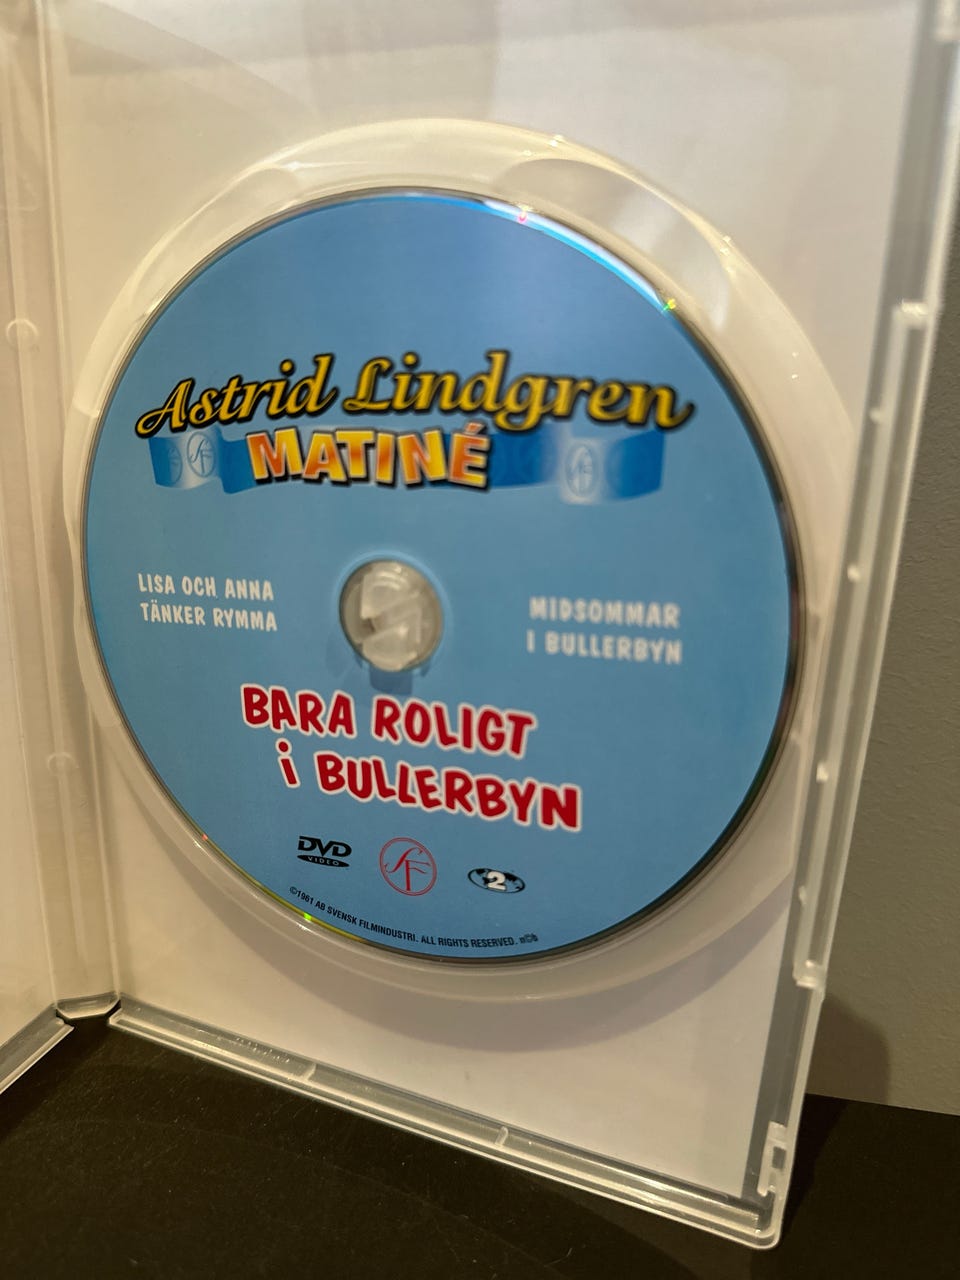 Astrid Lindgren
MATINÉ
LISA OCH ANNA
TÄNKER RYMMA
MIDSOMMAR
I BULLERBYN
BARA ROLIGT
i BULLERBYN
DVD
VIDEO
SF
2
©1961 AB SVENSK FILMINDUSTRI. ALL RIGHTS RESERVED. n©b